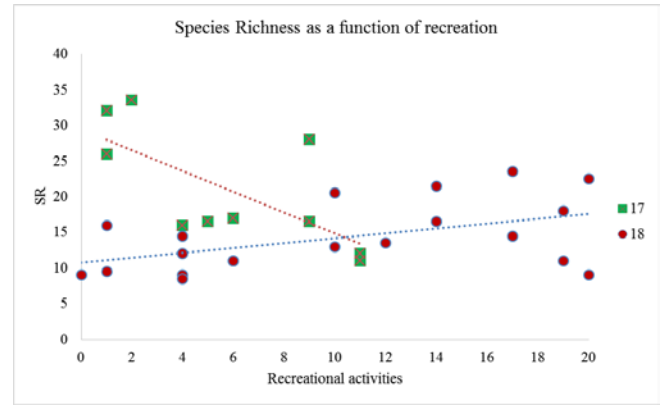 Species Richness as a function of recreation
40
35
30
25
20
15
10
5
0
SR
0 2 4 6 8 10 12 14 16 18 20
Recreational activities
17
18